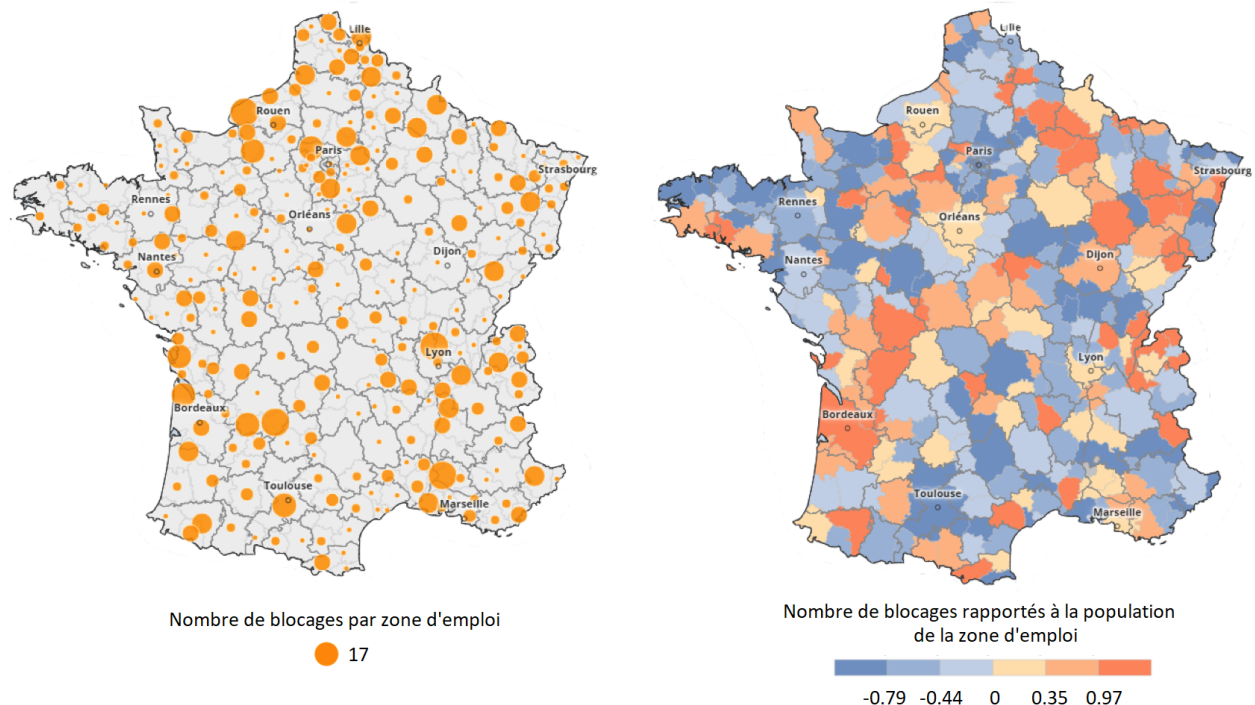 Lille
Rouen
Paris
Strasbourg
Rennes
Orléans
Nantes
Dijon
Lyon
Bordeaux
Toulouse
Marseille
Nombre de blocages par zone d'emploi
17
Lille
Rouen
Paris
Strasbourg
Rennes
Orléans
Nantes
Dijon
Lyon
Bordeaux
Toulouse
Marseille
Nombre de blocages rapportés à la population
de la zone d'emploi
-0.79 -0.44 0 0.35 0.97